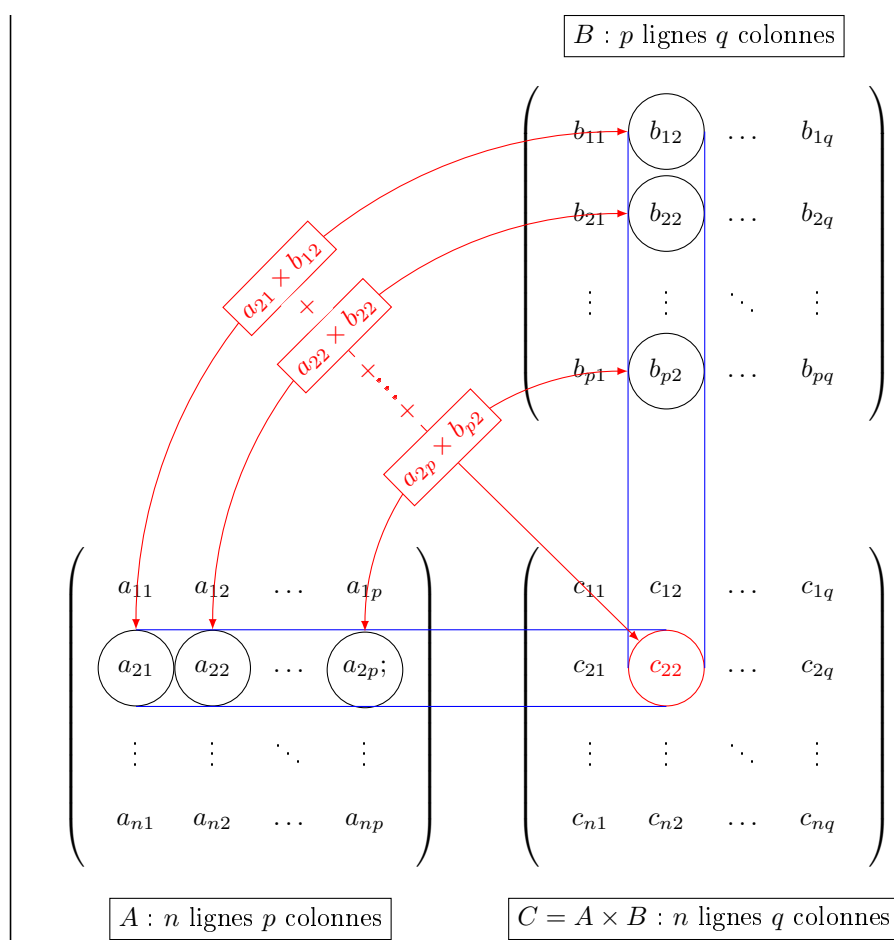 B : p lignes q colonnes
b₁₁ b₁₂ … b₁q
b₂₁ b₂₂ … b₂q
⋮ ⋮ ⋱ ⋮
bₚ₁ bₚ₂ … bₚq
a₂₁ × b₁₂
+
a₂₂ × b₂₂
+ … +
a₂ₚ × bₚ₂
a₁₁ a₁₂ … a₁ₚ
a₂₁ a₂₂ … a₂ₚ;
⋮ ⋮ ⋱ ⋮
aₙ₁ aₙ₂ … aₙₚ
c₁₁ c₁₂ … c₁q
c₂₁ c₂₂ … c₂q
⋮ ⋮ ⋱ ⋮
cₙ₁ cₙ₂ … cₙq
A : n lignes p colonnes
C = A × B : n lignes q colonnes